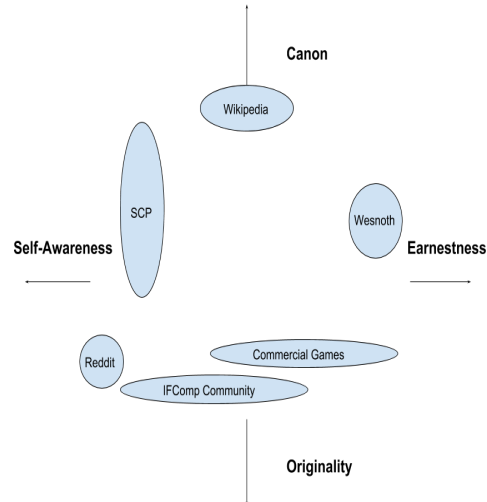 Canon
Wikipedia
SCP
Wesnoth
Self-Awareness
Earnestness
Commercial Games
Reddit
IFComp Community
Originality